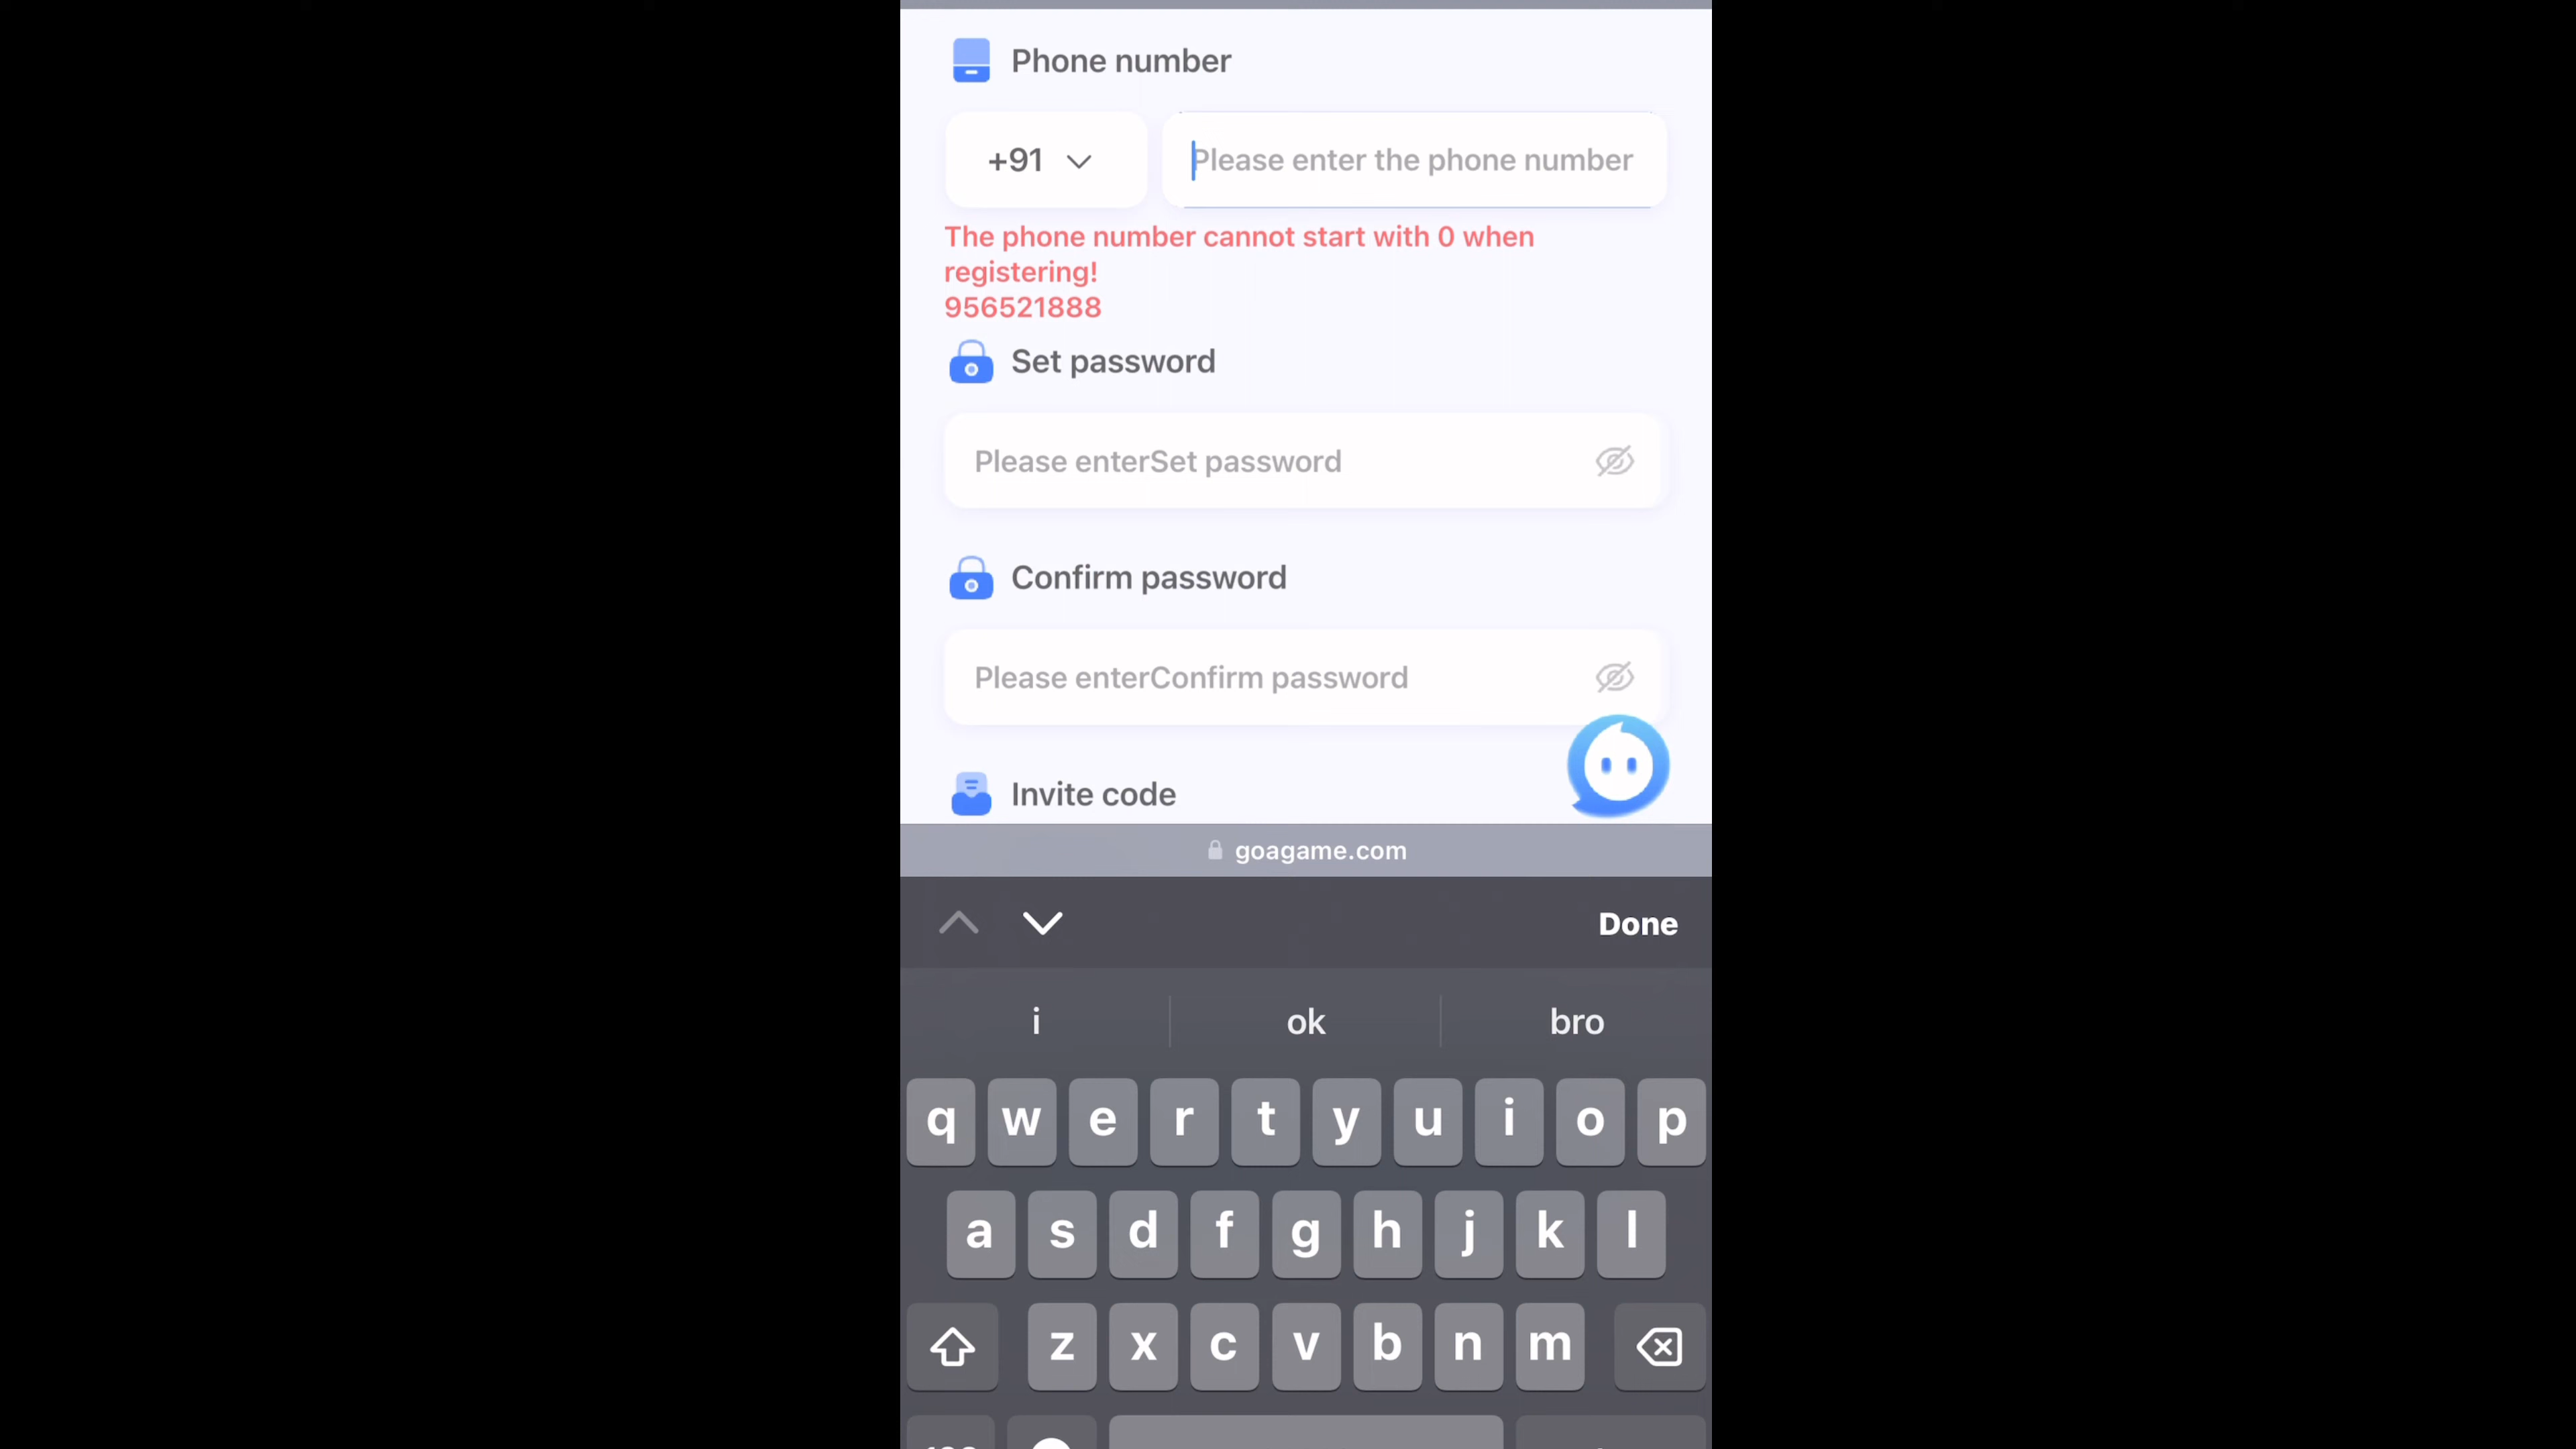 Phone number
+91 Please enter the phone number
The phone number cannot start with 0 when
registering!
956521888
Set password
Please enterSet password
Confirm password
Please enterConfirm password
Invite code
goagame.com
Done
i ok bro
q w e r t y u i o p
a s d f g h j k l
z x c v b n m